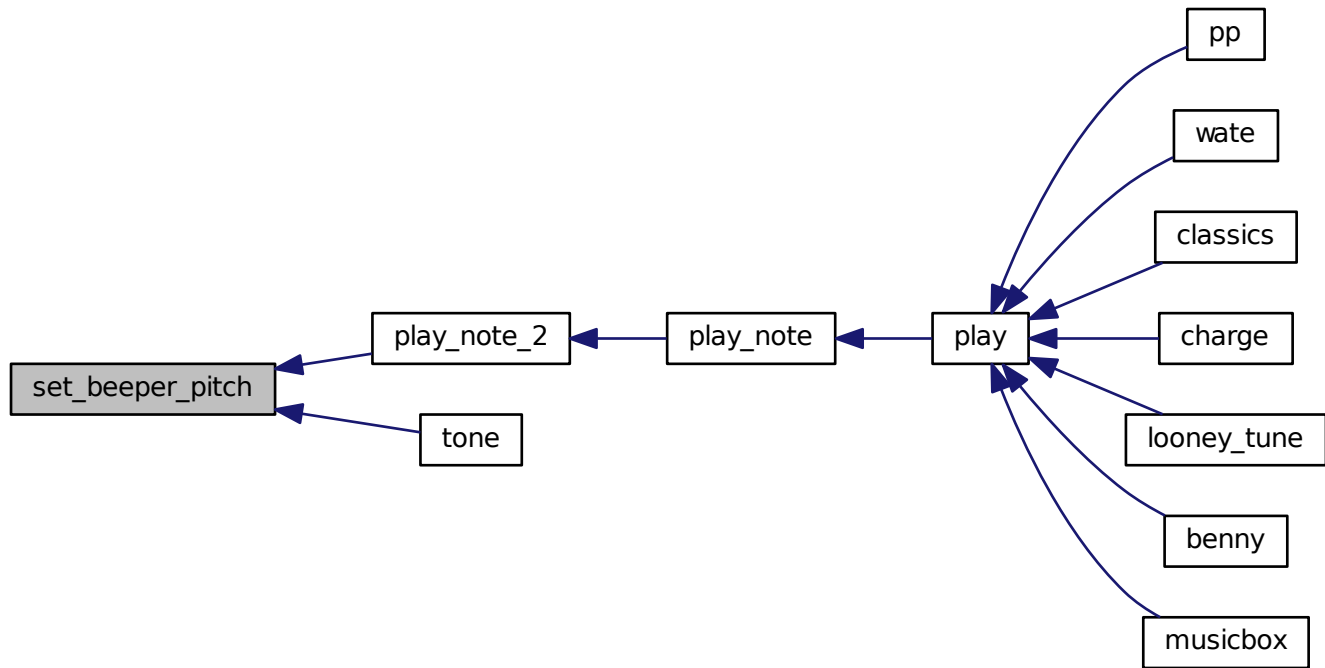 pp
wate
classics
play_note_2
play_note
play
charge
set_beeper_pitch
tone
looney_tune
benny
musicbox